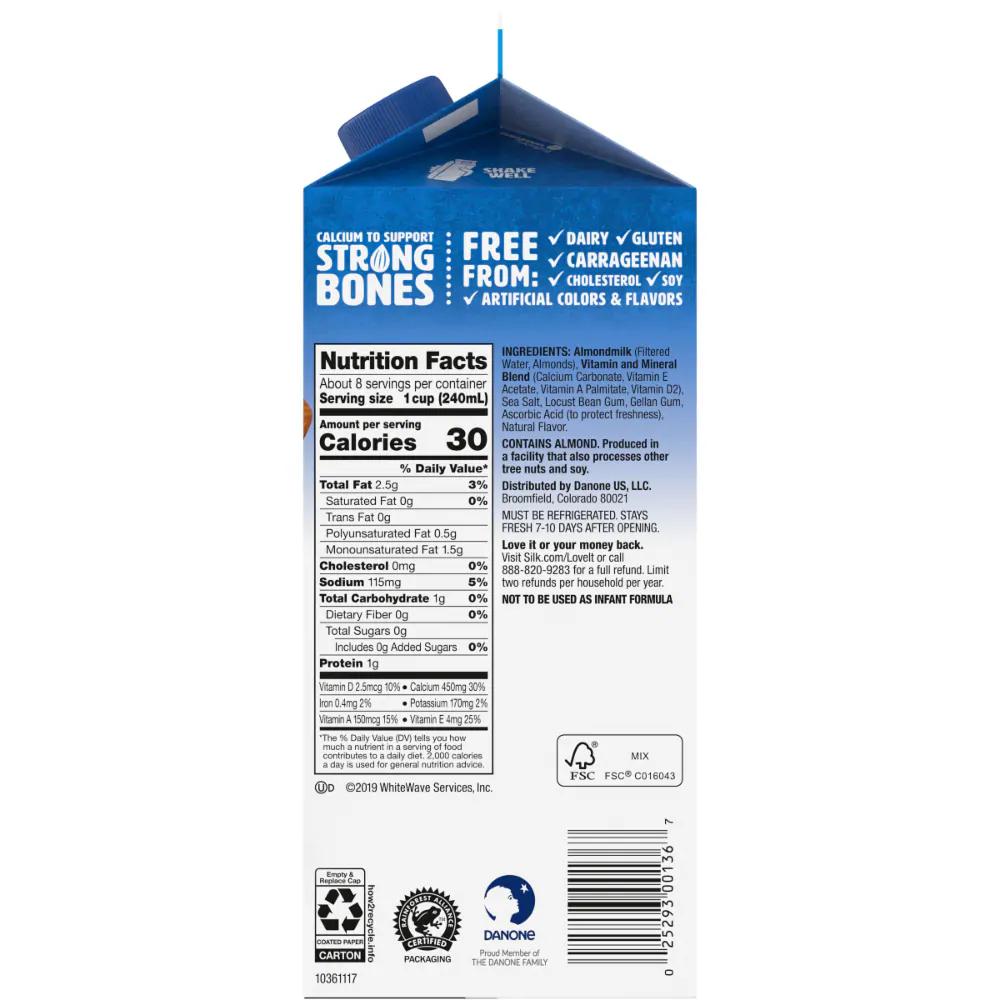 SHAKE
WELL
CALCIUM TO SUPPORT
STRONG
BONES
FREE
FROM:
✓ DAIRY ✓ GLUTEN
✓ CARRAGEENAN
✓ CHOLESTEROL ✓ SOY
✓ ARTIFICIAL COLORS & FLAVORS
Nutrition Facts
About 8 servings per container
Serving size 1 cup (240mL)
Amount per serving
Calories 30
% Daily Value*
Total Fat 2.5g 3%
Saturated Fat 0g 0%
Trans Fat 0g
Polyunsaturated Fat 0.5g
Monounsaturated Fat 1.5g
Cholesterol 0mg 0%
Sodium 115mg 5%
Total Carbohydrate 1g 0%
Dietary Fiber 0g 0%
Total Sugars 0g
Includes 0g Added Sugars 0%
Protein 1g
Vitamin D 2.5mcg 10% • Calcium 450mg 30%
Iron 0.4mg 2% • Potassium 170mg 2%
Vitamin A 150mcg 15% • Vitamin E 4mg 25%
*The % Daily Value (DV) tells you how
much a nutrient in a serving of food
contributes to a daily diet. 2,000 calories
a day is used for general nutrition advice.
UD ©2019 WhiteWave Services, Inc.
INGREDIENTS: Almondmilk (Filtered
Water, Almonds), Vitamin and Mineral
Blend (Calcium Carbonate, Vitamin E
Acetate, Vitamin A Palmitate, Vitamin D2),
Sea Salt, Locust Bean Gum, Gellan Gum,
Ascorbic Acid (to protect freshness),
Natural Flavor.
CONTAINS ALMOND. Produced in
a facility that also processes other
tree nuts and soy.
Distributed by Danone US, LLC.
Broomfield, Colorado 80021
MUST BE REFRIGERATED. STAYS
FRESH 7-10 DAYS AFTER OPENING.
Love it or your money back.
Visit Silk.com/LoveIt or call
888-820-9283 for a full refund. Limit
two refunds per household per year.
NOT TO BE USED AS INFANT FORMULA
®
FSC
MIX
FSC® C016043
Empty &
Replace Cap
COATED PAPER
CARTON
how2recycle.info
10361117
RAINFOREST ALLIANCE
TM
CERTIFIED
PACKAGING
DANONE
Proud Member of
THE DANONE FAMILY
0 25293 00136 7